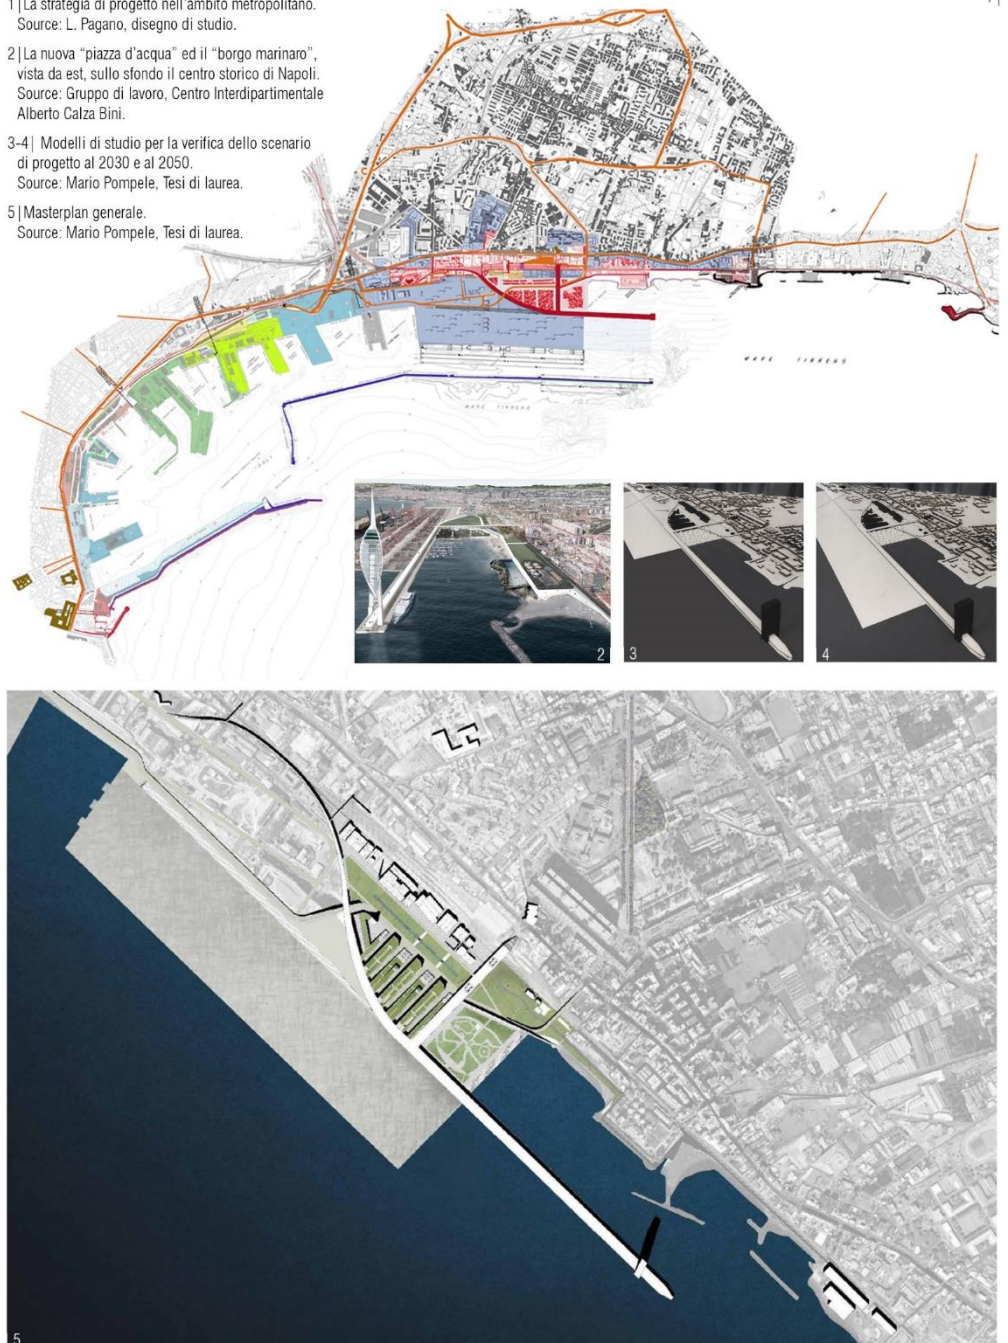 1|La strategia di progetto nell'ambito metropolitano.
Source: L. Pagano, disegno di studio.
2|La nuova "piazza d'acqua" ed il "borgo marinaro",
vista da est, sullo sfondo il centro storico di Napoli.
Source: Gruppo di lavoro, Centro Interdipartimentale
Alberto Calza Bini.
3-4| Modelli di studio per la verifica dello scenario
di progetto al 2030 e al 2050.
Source: Mario Pompele, Tesi di laurea.
5|Masterplan generale.
Source: Mario Pompele, Tesi di laurea.
MARE TIRRENO
MARE TIRRENO
2
3
4
5